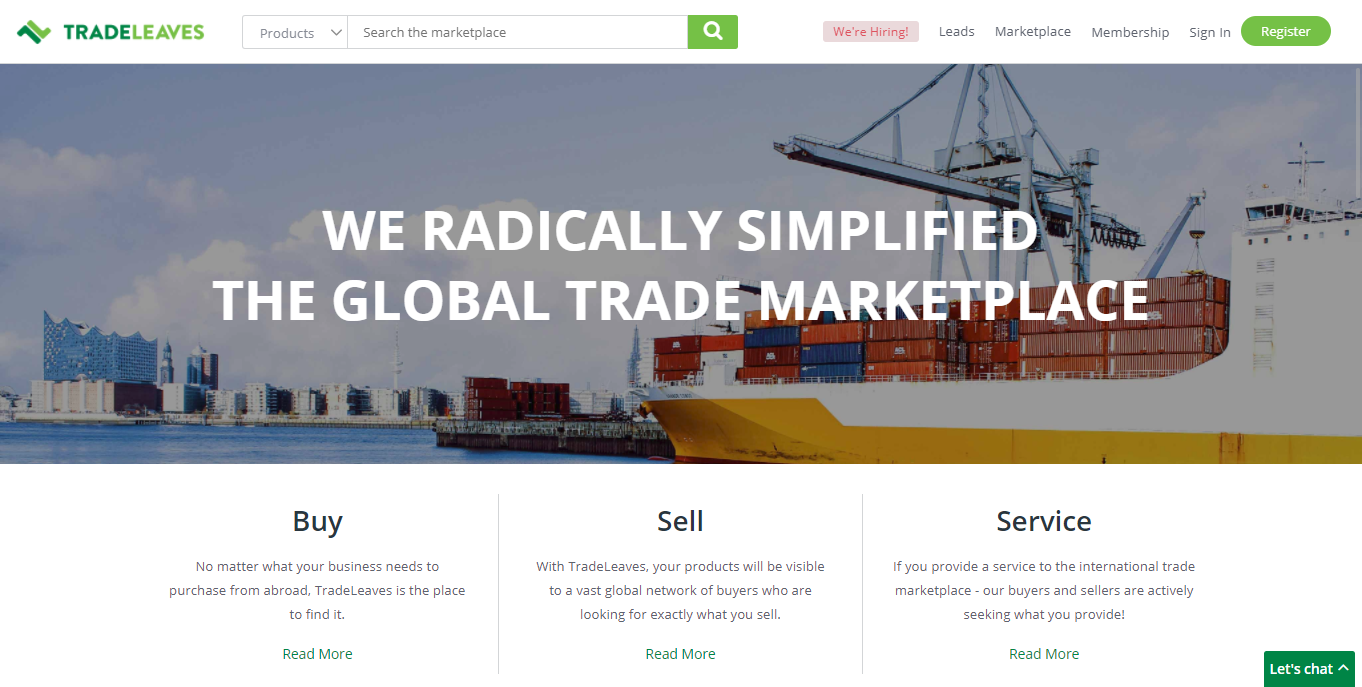 TRADELEAVES
Products
Search the marketplace
We're Hiring!
Leads
Marketplace
Membership
Sign In
Register
WE RADICALLY SIMPLIFIED
THE GLOBAL TRADE MARKETPLACE
Buy
No matter what your business needs to
purchase from abroad, TradeLeaves is the place
to find it.
Read More
Sell
With TradeLeaves, your products will be visible
to a vast global network of buyers who are
looking for exactly what you sell.
Read More
Service
If you provide a service to the international trade
marketplace - our buyers and sellers are actively
seeking what you provide!
Read More
Let's chat